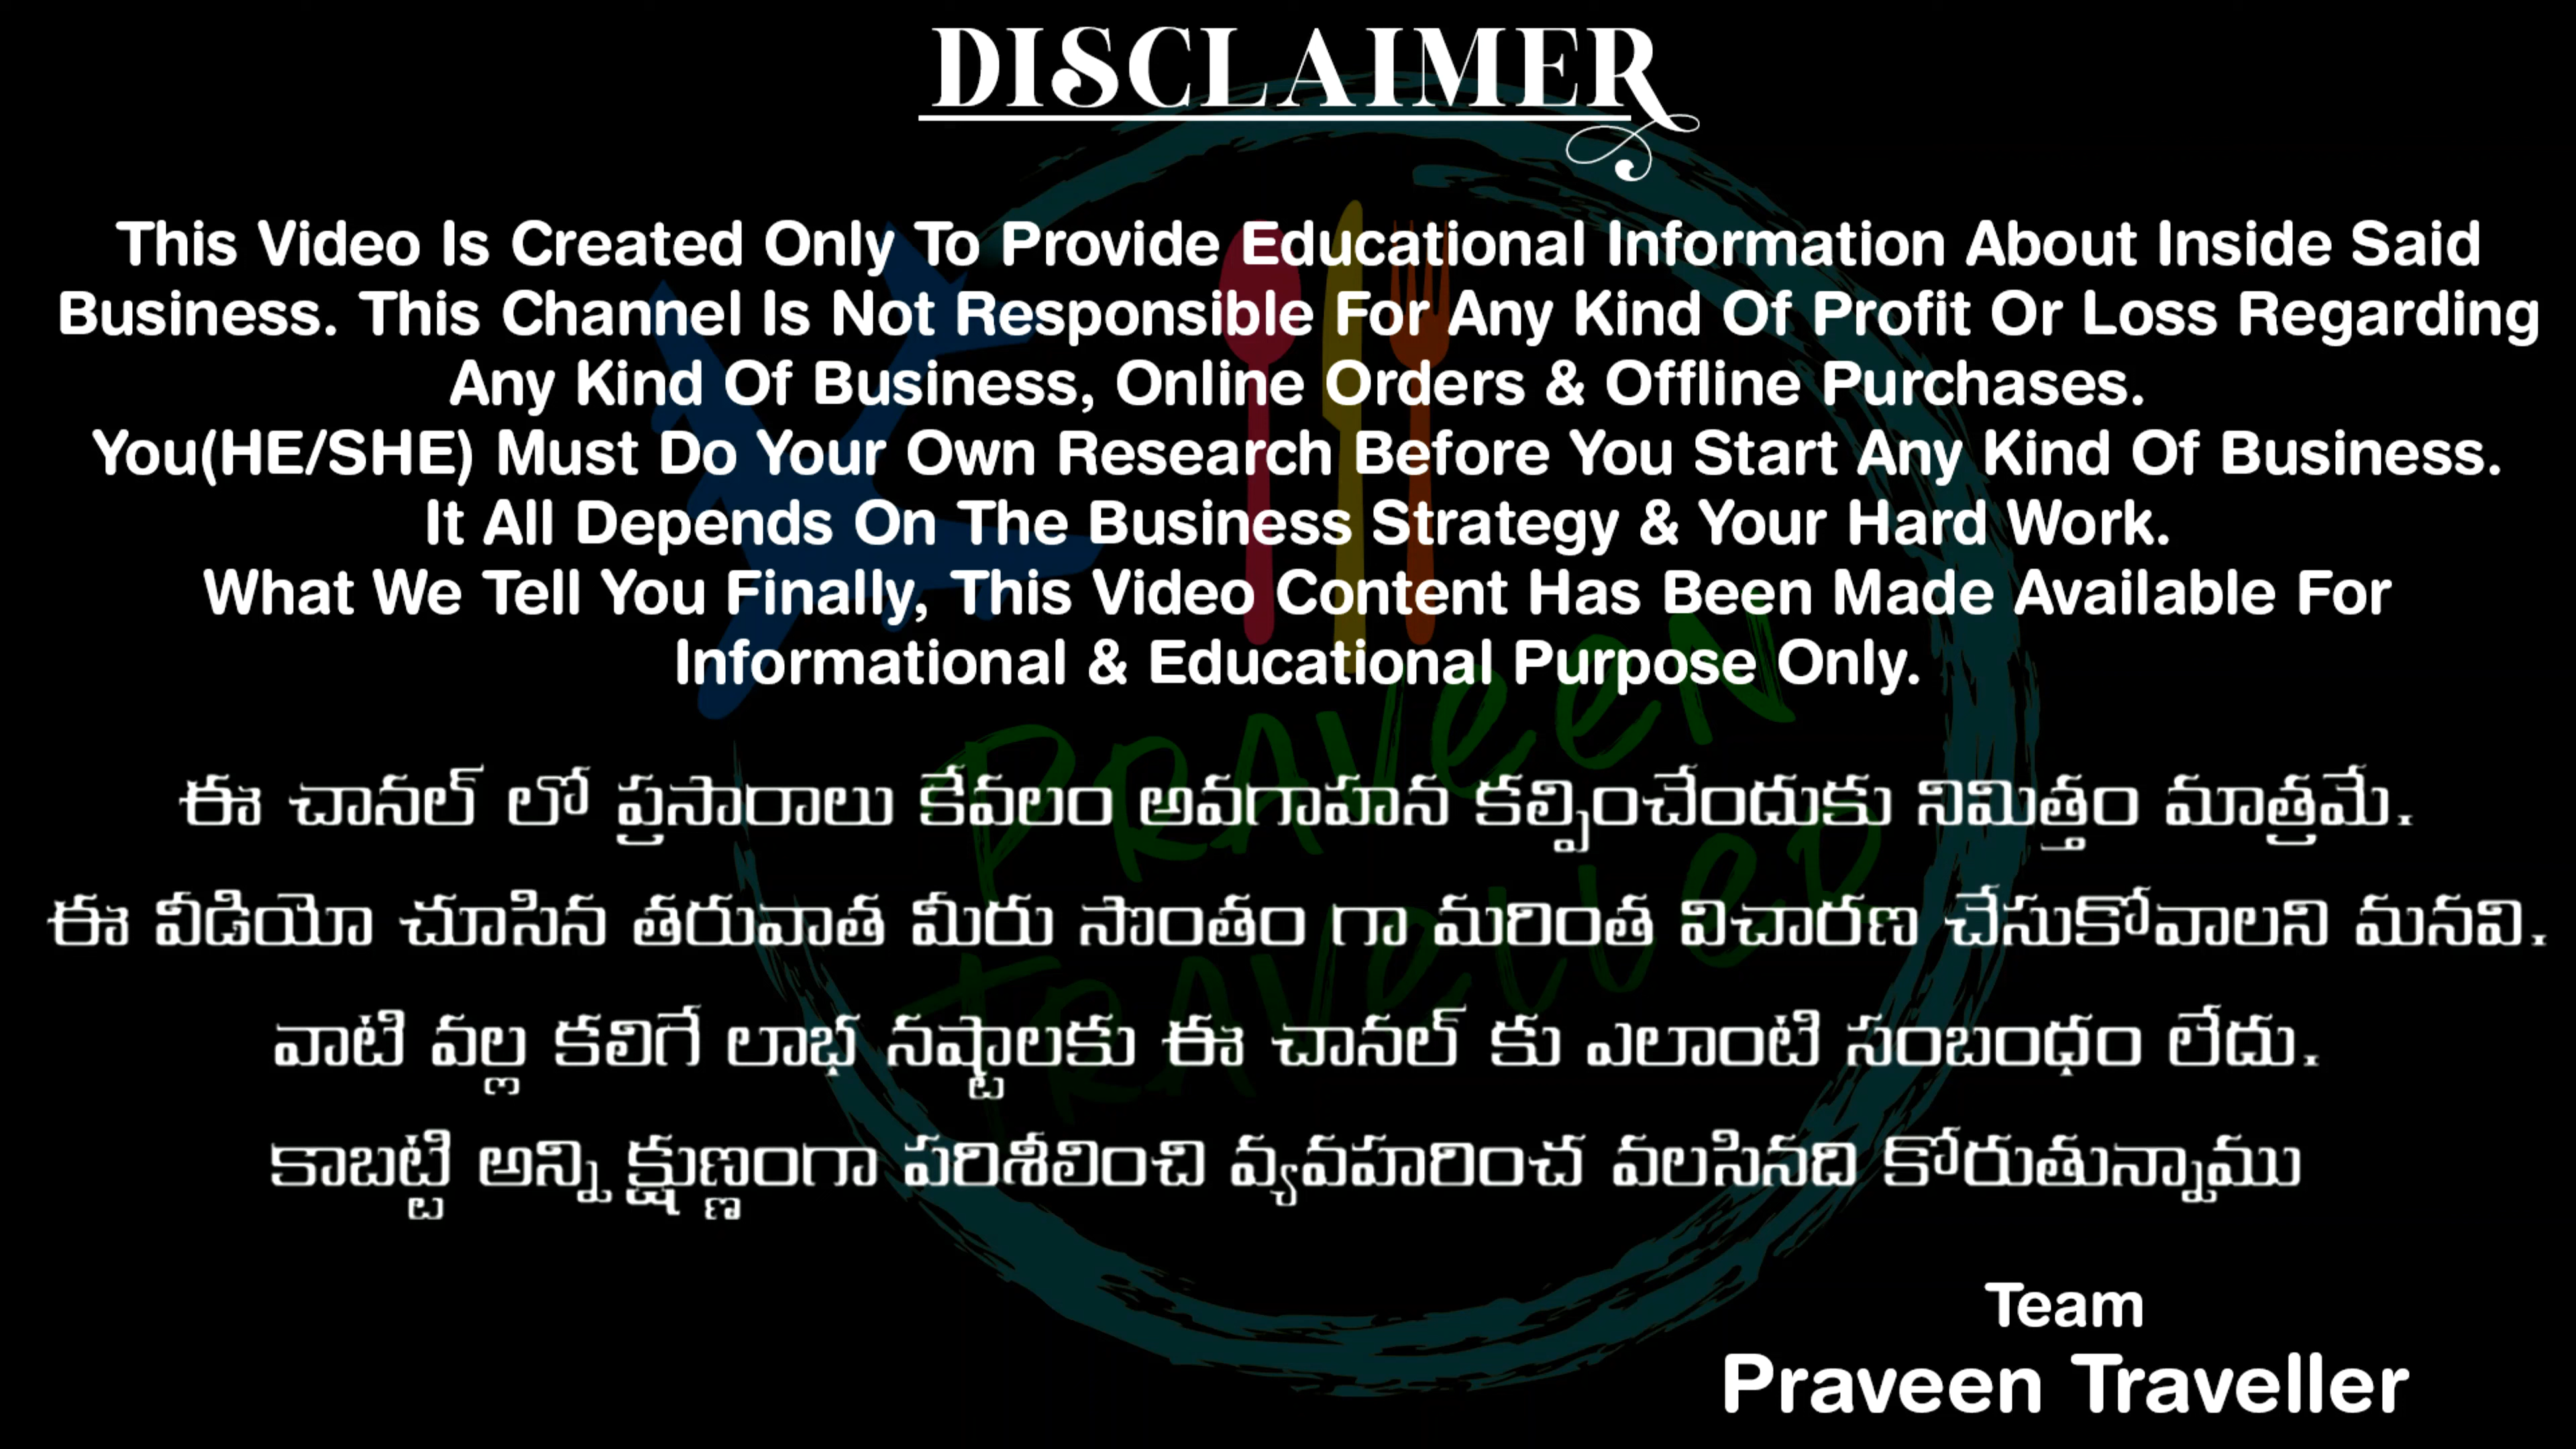 DISCLAIMER
This Video Is Created Only To Provide Educational Information About Inside Said
Business. This Channel Is Not Responsible For Any Kind Of Profit Or Loss Regarding
Any Kind Of Business, Online Orders & Offline Purchases.
You(HE/SHE) Must Do Your Own Research Before You Start Any Kind Of Business.
It All Depends On The Business Strategy & Your Hard Work.
What We Tell You Finally, This Video Content Has Been Made Available For
Informational & Educational Purpose Only.
PRAVEEN
TRAVELLER
ఈ చానల్ లో ప్రసారాలు కేవలం అవగాహన కల్పించేందుకు నిమిత్తం మాత్రమే.
ఈ వీడియో చూసిన తరువాత మీరు సొంతం గా మరింత విచారణ చేసుకోవాలని మనవి.
వాటి వల్ల కలిగే లాభ నష్టాలకు ఈ చానల్ కు ఎలాంటి సంబంధం లేదు.
కాబట్టి అన్ని క్షుణ్ణంగా పరిశీలించి వ్యవహరించ వలసినది కోరుతున్నాము
Team
Praveen Traveller